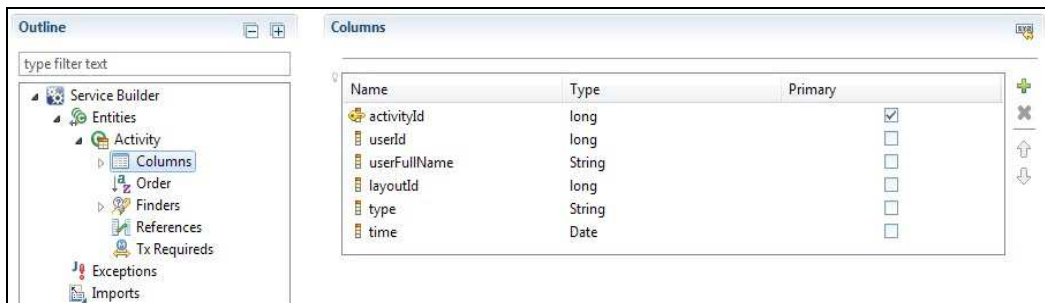 Outline
type filter text
Service Builder
Entities
Activity
Columns
Order
Finders
References
Tx Requireds
Exceptions
Imports
Columns
Name Type Primary
activityId long
userId long
userFullName String
layoutId long
type String
time Date